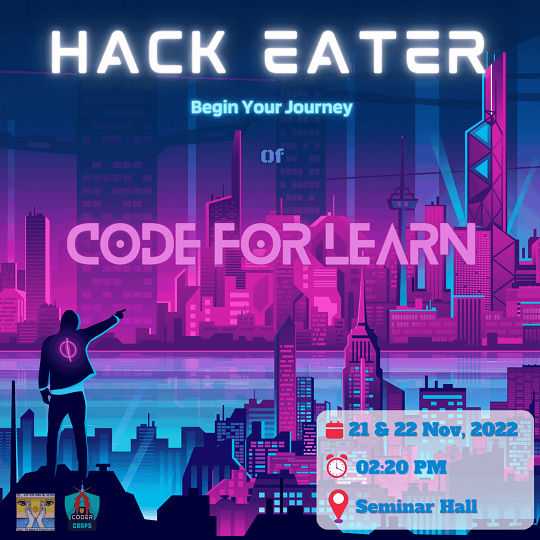 HACK EATER
Begin Your Journey
Of
CODE FOR LEARN
21 & 22 Nov, 2022
02:20 PM
Seminar Hall
CODER
CORPS